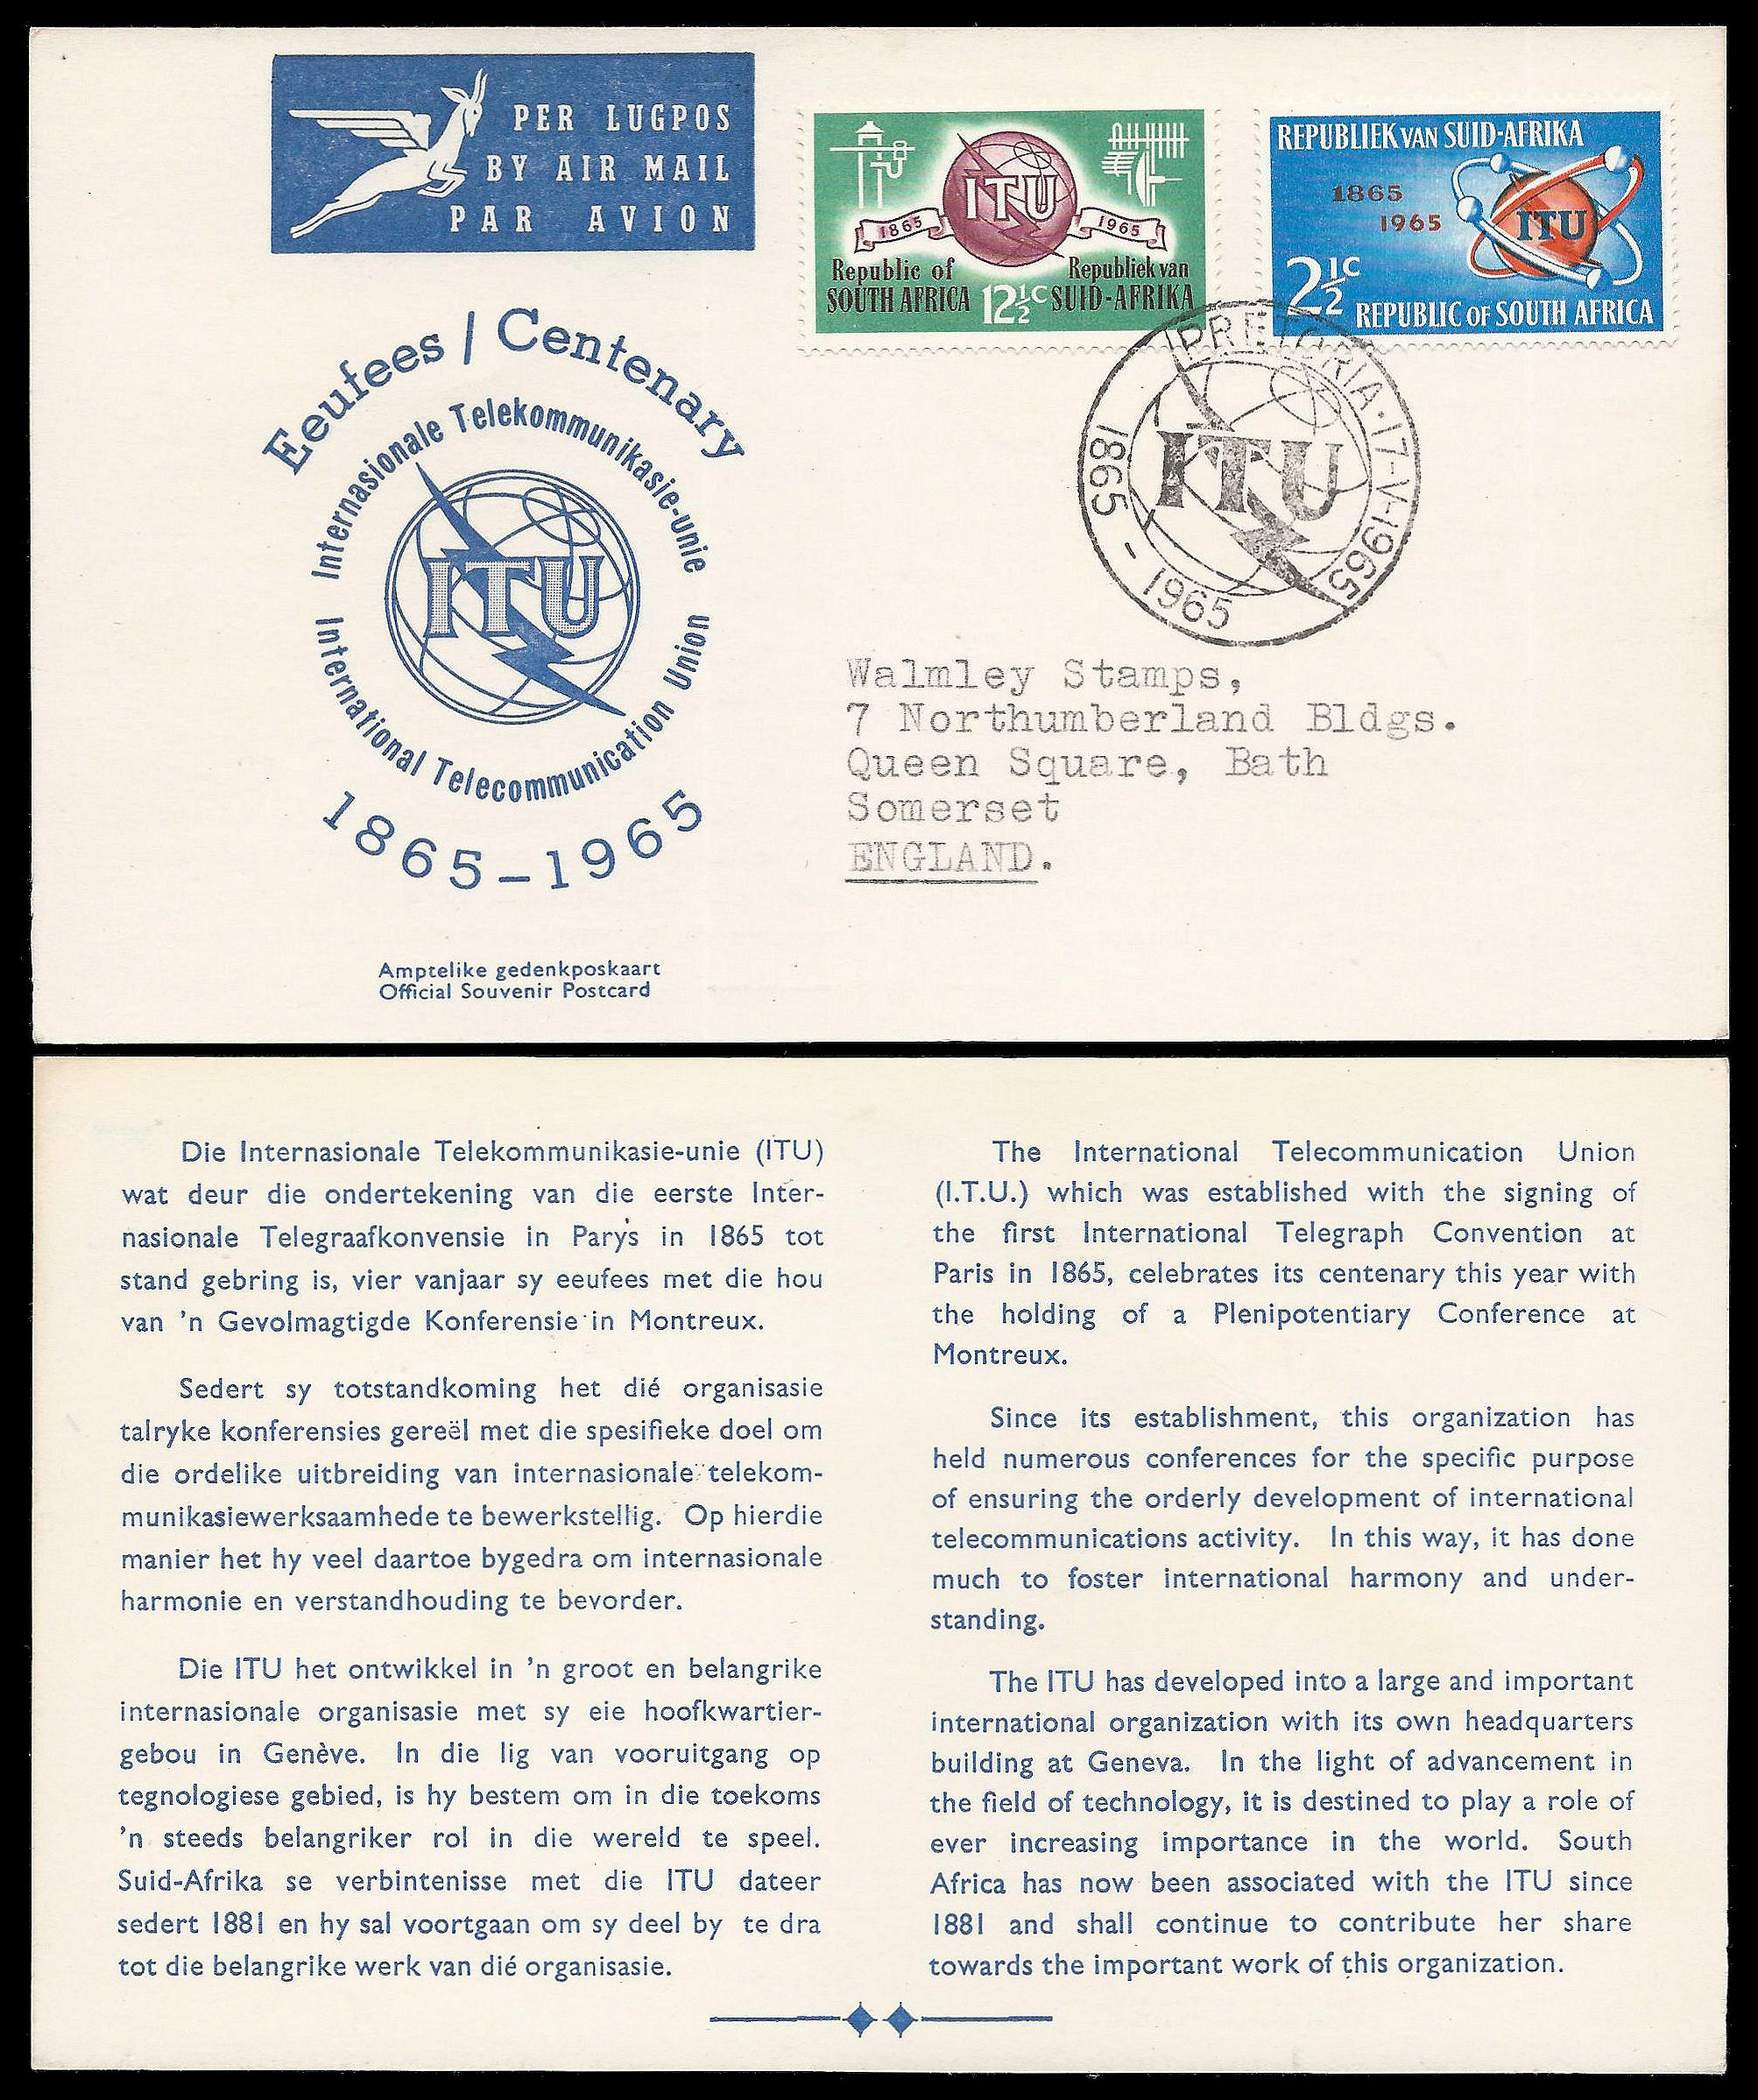 PER LUGPOS
BY AIR MAIL
PAR AVION
ITU
1865
1965
Republic of
SOUTH AFRICA
12½c
Republiek van
SUID-AFRIKA
REPUBLIEK VAN SUID-AFRIKA
1865
1965
ITU
2½c
REPUBLIC OF SOUTH AFRICA
PRETORIA · 17-V-1965
1865 - 1965
ITU
Eeufees / Centenary
Internasionale Telekommunikasie-unie
ITU
International Telecommunication Union
1865-1965
Walmley Stamps,
7 Northumberland Bldgs.
Queen Square, Bath
Somerset
ENGLAND.
Amptelike gedenkposkaart
Official Souvenir Postcard
Die Internasionale Telekommunikasie-unie (ITU)
wat deur die ondertekening van die eerste Inter-
nasionale Telegraafkonvensie in Parys in 1865 tot
stand gebring is, vier vanjaar sy eeufees met die hou
van 'n Gevolmagtigde Konferensie in Montreux.
Sedert sy totstandkoming het dié organisasie
talryke konferensies gereël met die spesifieke doel om
die ordelike uitbreiding van internasionale telekom-
munikasiewerksaamhede te bewerkstellig. Op hierdie
manier het hy veel daartoe bygedra om internasionale
harmonie en verstandhouding te bevorder.
Die ITU het ontwikkel in 'n groot en belangrike
internasionale organisasie met sy eie hoofkwartier-
gebou in Genève. In die lig van vooruitgang op
tegnologiese gebied, is hy bestem om in die toekoms
'n steeds belangriker rol in die wereld te speel.
Suid-Afrika se verbintenisse met die ITU dateer
sedert 1881 en hy sal voortgaan om sy deel by te dra
tot die belangrike werk van dié organisasie.
The International Telecommunication Union
(I.T.U.) which was established with the signing of
the first International Telegraph Convention at
Paris in 1865, celebrates its centenary this year with
the holding of a Plenipotentiary Conference at
Montreux.
Since its establishment, this organization has
held numerous conferences for the specific purpose
of ensuring the orderly development of international
telecommunications activity. In this way, it has done
much to foster international harmony and under-
standing.
The ITU has developed into a large and important
international organization with its own headquarters
building at Geneva. In the light of advancement in
the field of technology, it is destined to play a role of
ever increasing importance in the world. South
Africa has now been associated with the ITU since
1881 and shall continue to contribute her share
towards the important work of this organization.